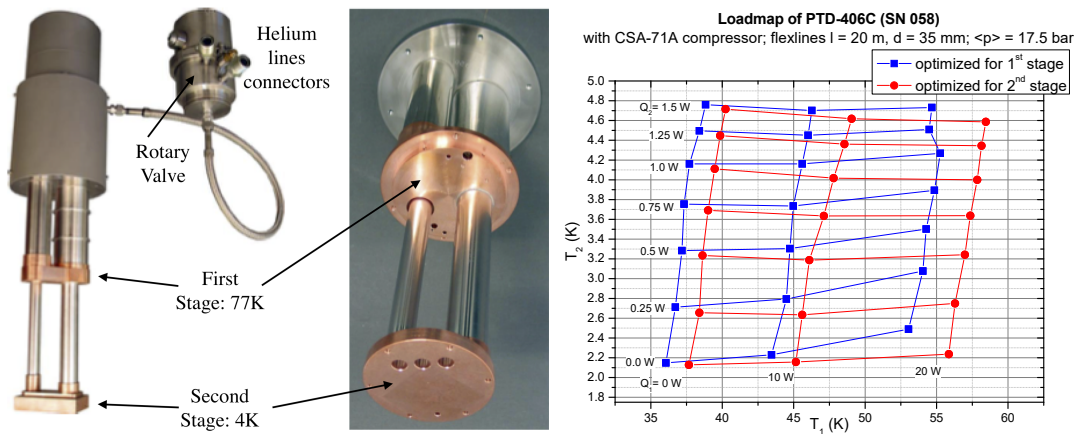 Helium
lines
connectors
Rotary
Valve
First
Stage: 77K
Second
Stage: 4K
Loadmap of PTD-406C (SN 058)
with CSA-71A compressor; flexlines l = 20 m, d = 35 mm; <p> = 17.5 bar
optimized for 1st stage
optimized for 2nd stage
5.0
4.8
4.6
4.4
4.2
4.0
3.8
3.6
3.4
3.2
3.0
2.8
2.6
2.4
2.2
2.0
1.8
T2 (K)
Q2 = 1.5 W
1.25 W
1.0 W
0.75 W
0.5 W
0.25 W
0.0 W
Q1 = 0 W
10 W
20 W
35
40
45
50
55
60
T1 (K)